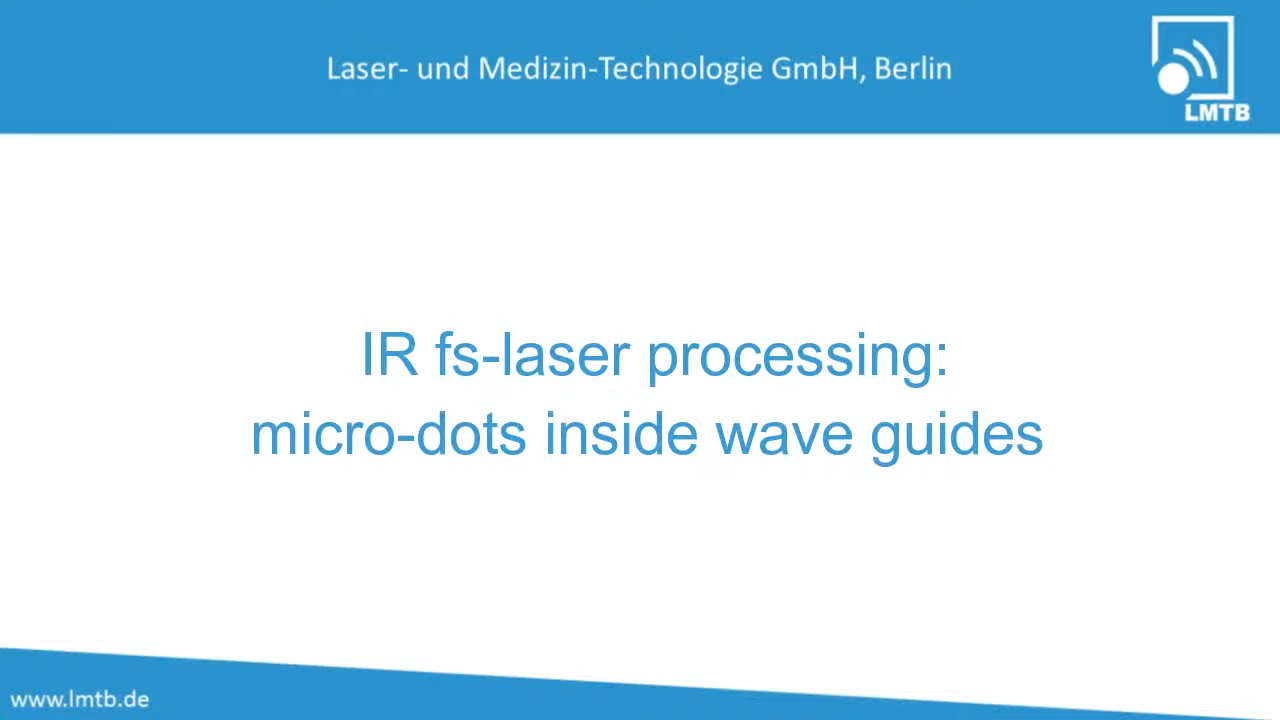 Laser- und Medizin-Technologie GmbH, Berlin
LMTB
IR fs-laser processing:
micro-dots inside wave guides
www.lmtb.de